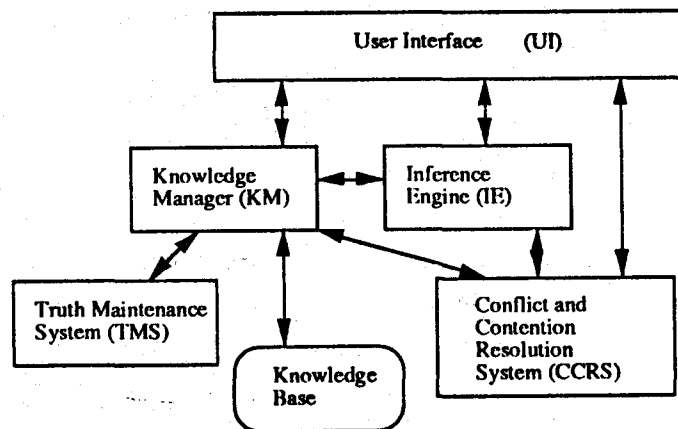 User Interface (UI)
Knowledge
Manager (KM)
Inference
Engine (IE)
Truth Maintenance
System (TMS)
Conflict and
Contention
Resolution
System (CCRS)
Knowledge
Base